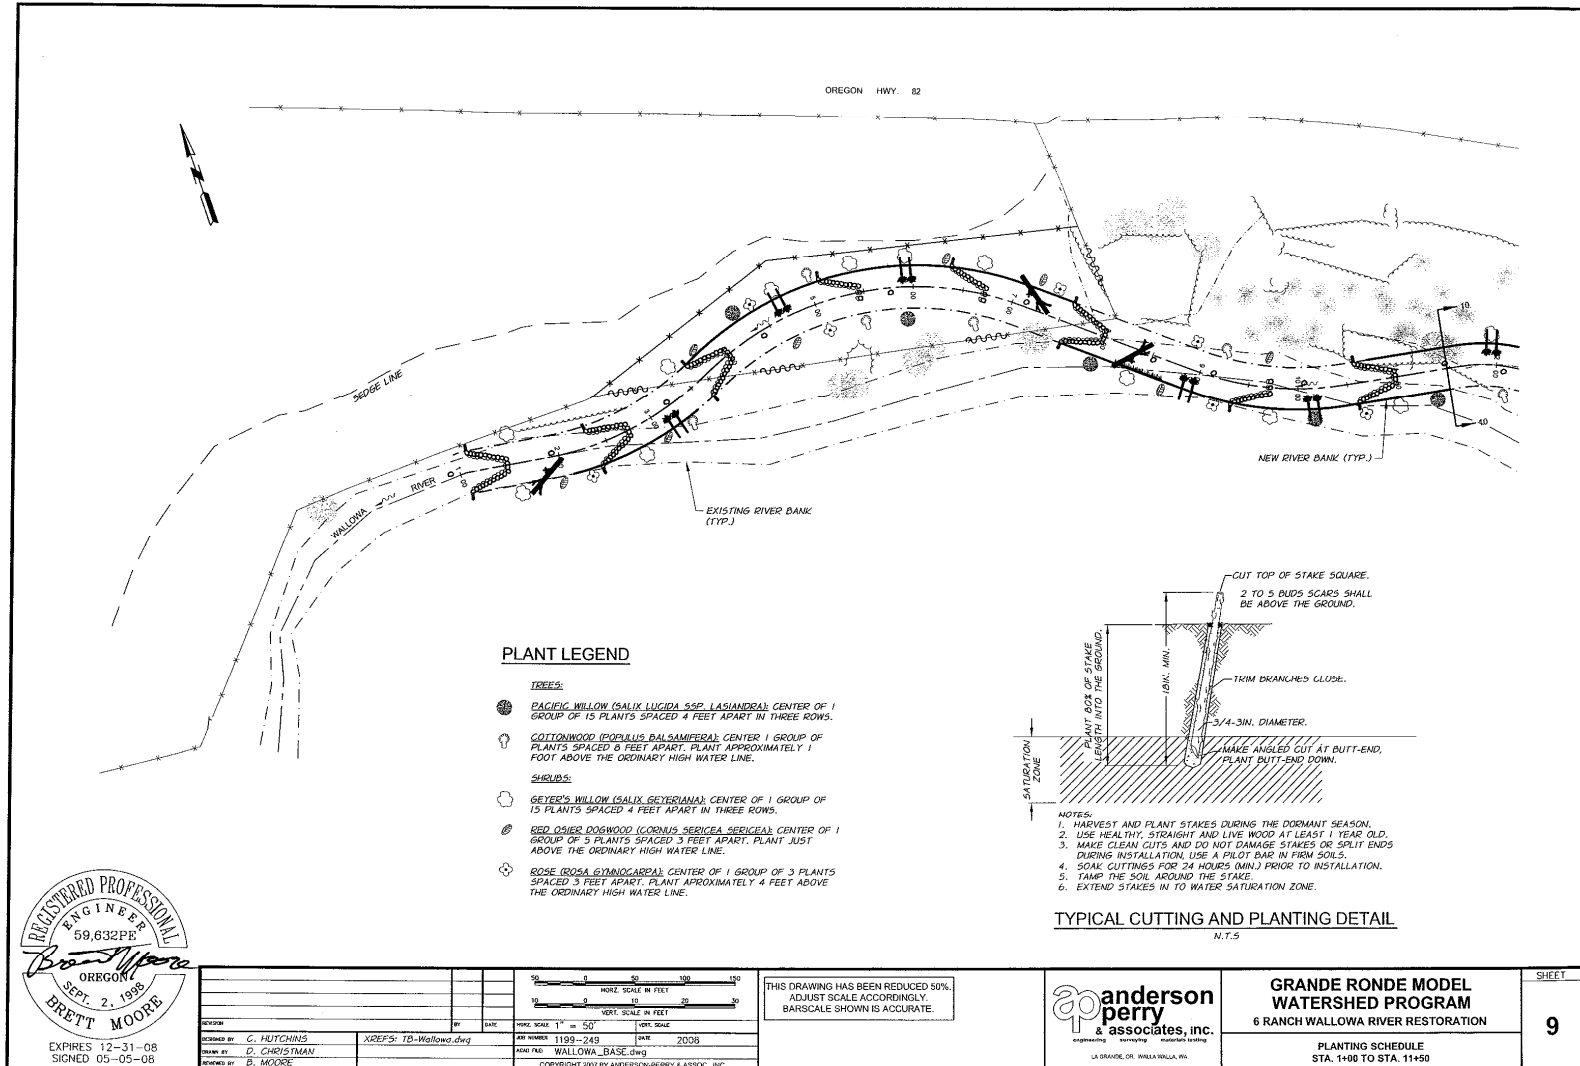 OREGON HWY. 82
SEDGE LINE
WALLOWA RIVER
10
40
NEW RIVER BANK (TYP.)
EXISTING RIVER BANK
(TYP.)
CUT TOP OF STAKE SQUARE.
2 TO 5 BUDS SCARS SHALL
BE ABOVE THE GROUND.
PLANT 80% OF STAKE
LENGTH INTO THE GROUND.
18IN. MIN.
TRIM BRANCHES CLOSE.
3/4-3IN. DIAMETER.
MAKE ANGLED CUT AT BUTT-END,
PLANT BUTT-END DOWN.
SATURATION
ZONE
NOTES:
1. HARVEST AND PLANT STAKES DURING THE DORMANT SEASON.
2. USE HEALTHY, STRAIGHT AND LIVE WOOD AT LEAST 1 YEAR OLD.
3. MAKE CLEAN CUTS AND DO NOT DAMAGE STAKES OR SPLIT ENDS
DURING INSTALLATION, USE A PILOT BAR IN FIRM SOILS.
4. SOAK CUTTINGS FOR 24 HOURS (MIN.) PRIOR TO INSTALLATION.
5. TAMP THE SOIL AROUND THE STAKE.
6. EXTEND STAKES IN TO WATER SATURATION ZONE.
TYPICAL CUTTING AND PLANTING DETAIL
N.T.S
PLANT LEGEND
TREES:
PACIFIC WILLOW (SALIX LUCIDA SSP. LASIANDRA): CENTER OF 1
GROUP OF 15 PLANTS SPACED 4 FEET APART IN THREE ROWS.
COTTONWOOD (POPULUS BALSAMIFERA): CENTER 1 GROUP OF
PLANTS SPACED 8 FEET APART. PLANT APPROXIMATELY 1
FOOT ABOVE THE ORDINARY HIGH WATER LINE.
SHRUBS:
GEYER'S WILLOW (SALIX GEYERIANA): CENTER OF 1 GROUP OF
15 PLANTS SPACED 4 FEET APART IN THREE ROWS.
RED OSIER DOGWOOD (CORNUS SERICEA SERICEA): CENTER OF 1
GROUP OF 5 PLANTS SPACED 3 FEET APART. PLANT JUST
ABOVE THE ORDINARY HIGH WATER LINE.
ROSE (ROSA GYMNOCARPA): CENTER OF 1 GROUP OF 3 PLANTS
SPACED 3 FEET APART. PLANT APROXIMATELY 4 FEET ABOVE
THE ORDINARY HIGH WATER LINE.
REGISTERED PROFESSIONAL
ENGINEER
59,632PE
OREGON
SEPT. 2, 1998
BRETT MOORE
EXPIRES 12-31-08
SIGNED 05-05-08
REVISION BY DATE
DESIGNED BY C. HUTCHINS XREFS: TB-Wallowa.dwg
DRAWN BY D. CHRISTMAN
REVIEWED BY B. MOORE
50 0 50 100 150
HORZ. SCALE IN FEET
10 0 10 20 30
VERT. SCALE IN FEET
HORZ. SCALE 1" = 50' VERT. SCALE
JOB NUMBER 1199-249 DATE 2008
ACAD FILE: WALLOWA_BASE.dwg
COPYRIGHT 2007 BY ANDERSON-PERRY & ASSOC., INC.
THIS DRAWING HAS BEEN REDUCED 50%.
ADJUST SCALE ACCORDINGLY.
BARSCALE SHOWN IS ACCURATE.
ap anderson
perry
& associates, inc.
engineering surveying materials testing
LA GRANDE, OR. WALLA WALLA, WA.
GRANDE RONDE MODEL
WATERSHED PROGRAM
6 RANCH WALLOWA RIVER RESTORATION
PLANTING SCHEDULE
STA. 1+00 TO STA. 11+50
SHEET
9